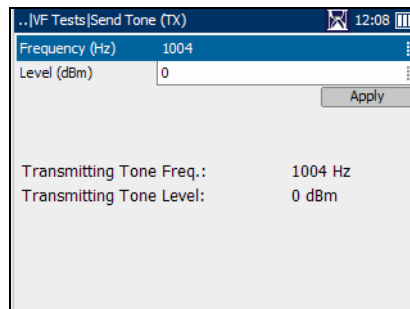 ..|VF Tests|Send Tone (TX) 12:08
Frequency (Hz) 1004
Level (dBm) 0
Apply
Transmitting Tone Freq.: 1004 Hz
Transmitting Tone Level: 0 dBm